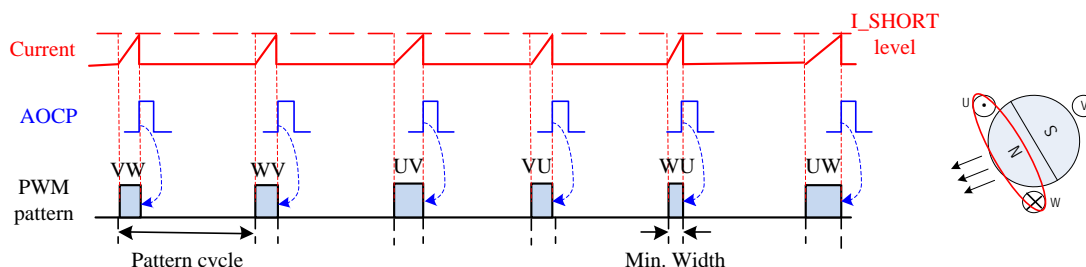 I_SHORT
level
Current
AOCP
VW WV UV VU WU UW
PWM
pattern
Pattern cycle
Min. Width
U
V
S
N
W